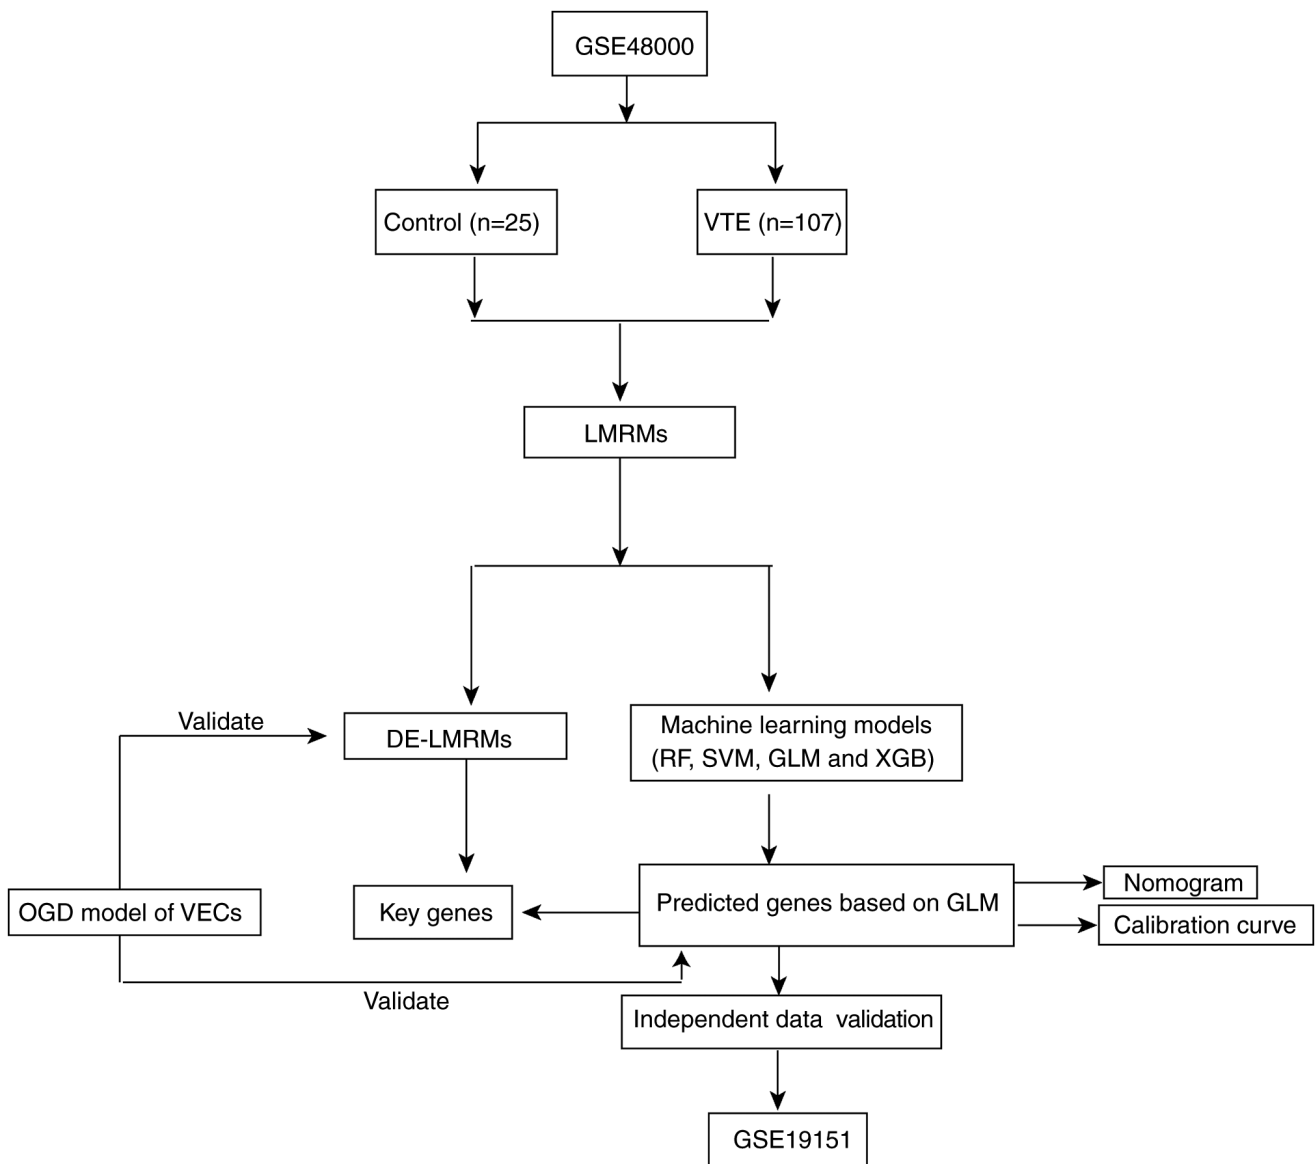 GSE48000
Control (n=25)
VTE (n=107)
LMRMs
Validate
DE-LMRMs
Machine learning models
(RF, SVM, GLM and XGB)
OGD model of VECs
Key genes
Predicted genes based on GLM
Nomogram
Calibration curve
Validate
Independent data validation
GSE19151